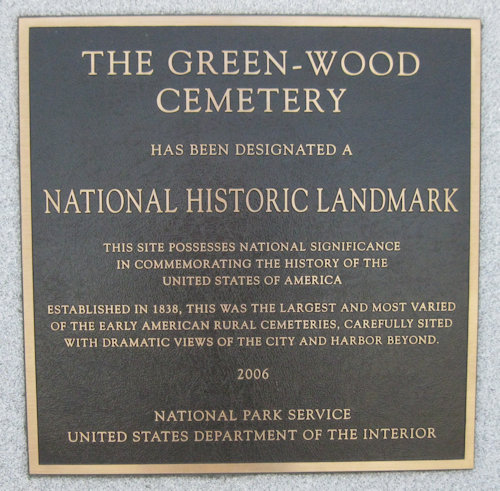 THE GREEN-WOOD
CEMETERY
HAS BEEN DESIGNATED A
NATIONAL HISTORIC LANDMARK
THIS SITE POSSESSES NATIONAL SIGNIFICANCE
IN COMMEMORATING THE HISTORY OF THE
UNITED STATES OF AMERICA
ESTABLISHED IN 1838, THIS WAS THE LARGEST AND MOST VARIED
OF THE EARLY AMERICAN RURAL CEMETERIES, CAREFULLY SITED
WITH DRAMATIC VIEWS OF THE CITY AND HARBOR BEYOND.
2006
NATIONAL PARK SERVICE
UNITED STATES DEPARTMENT OF THE INTERIOR